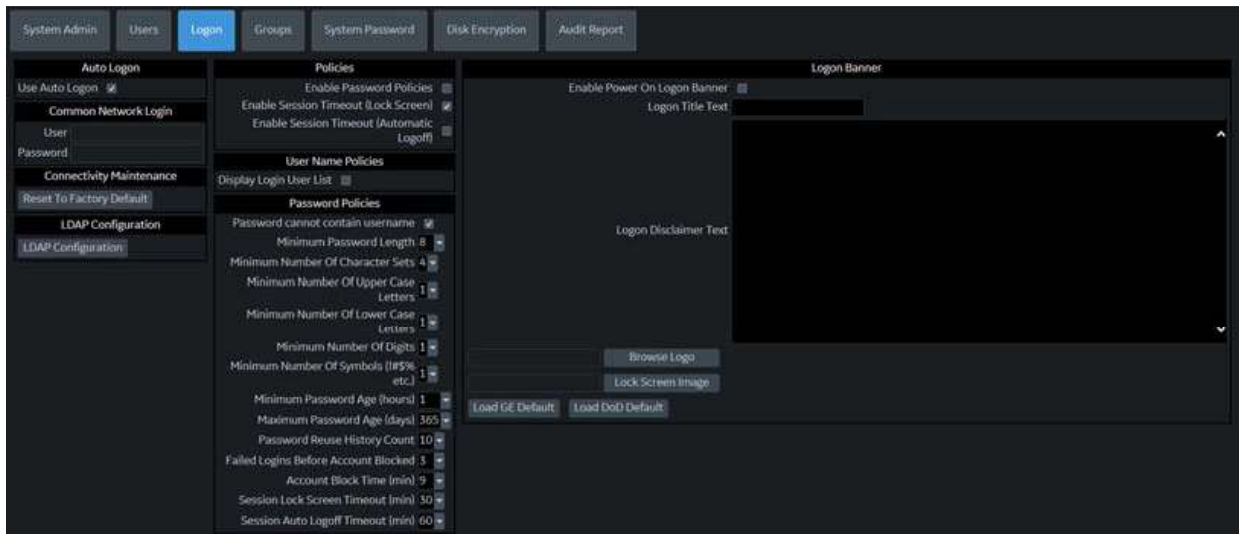 System Admin
Users
Logon
Groups
System Password
Disk Encryption
Audit Report
Auto Logon
Use Auto Logon
Common Network Login
User
Password
Connectivity Maintenance
Reset To Factory Default
LDAP Configuration
LDAP Configuration
Policies
Enable Password Policies
Enable Session Timeout (Lock Screen)
Enable Session Timeout (Automatic
Logoff)
User Name Policies
Display Login User List
Password Policies
Password cannot contain username
Minimum Password Length 8
Minimum Number Of Character Sets 4
Minimum Number Of Upper Case
Letters 1
Minimum Number Of Lower Case
Letters 1
Minimum Number Of Digits 1
Minimum Number Of Symbols (!#$%
etc.) 1
Minimum Password Age (hours) 1
Maximum Password Age (days) 365
Password Reuse History Count 10
Failed Logins Before Account Blocked 3
Account Block Time (min) 9
Session Lock Screen Timeout (min) 30
Session Auto Logoff Timeout (min) 60
Logon Banner
Enable Power On Logon Banner
Logon Title Text
Logon Disclaimer Text
Browse Logo
Lock Screen Image
Load GE Default
Load DoD Default